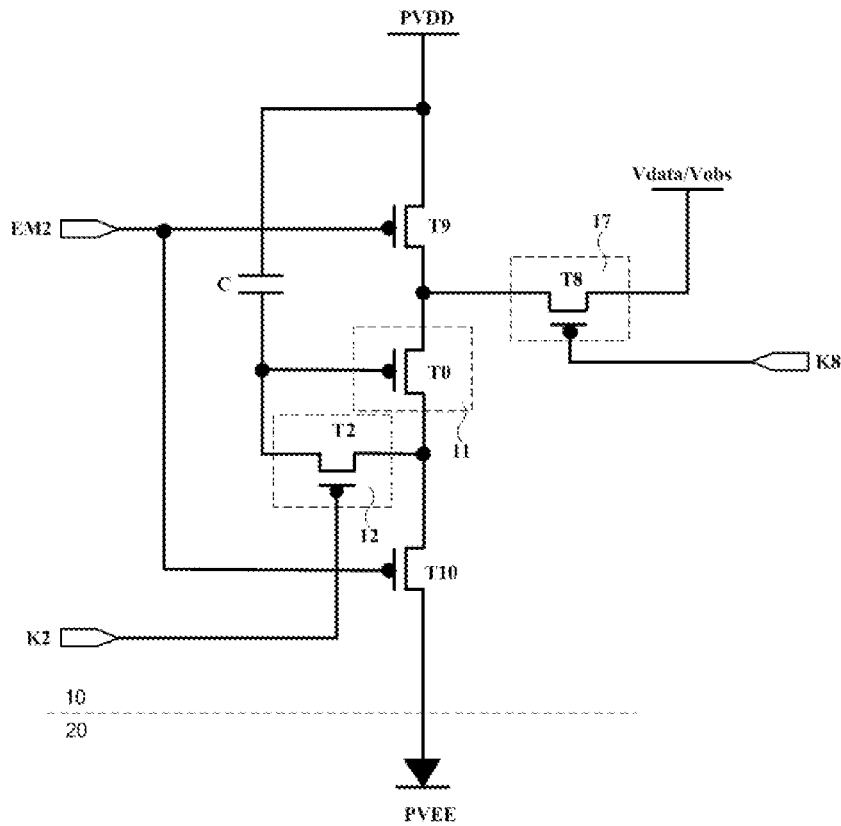 PVDD
Vdata/Vobs
EM2
T9
17
T8
C
T0
K8
T2
11
12
T10
K2
10
20
PVEE